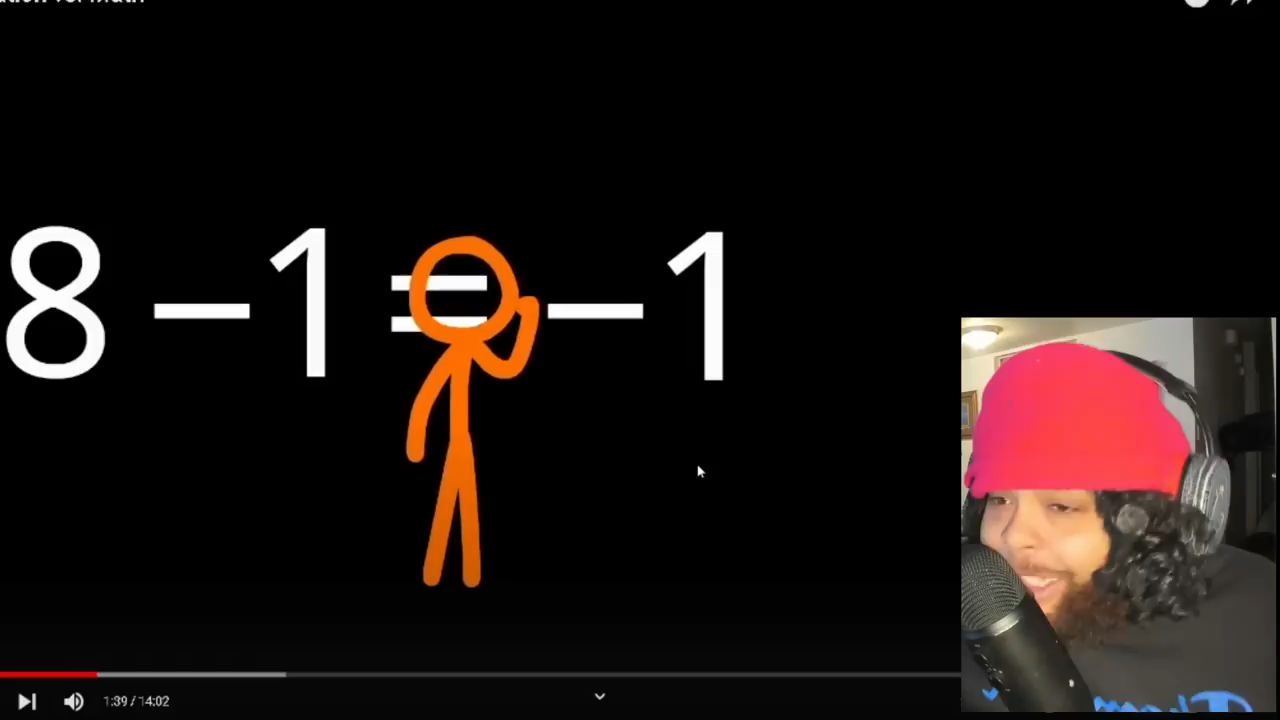 8 − 1 = − 1
1:39 / 14:02